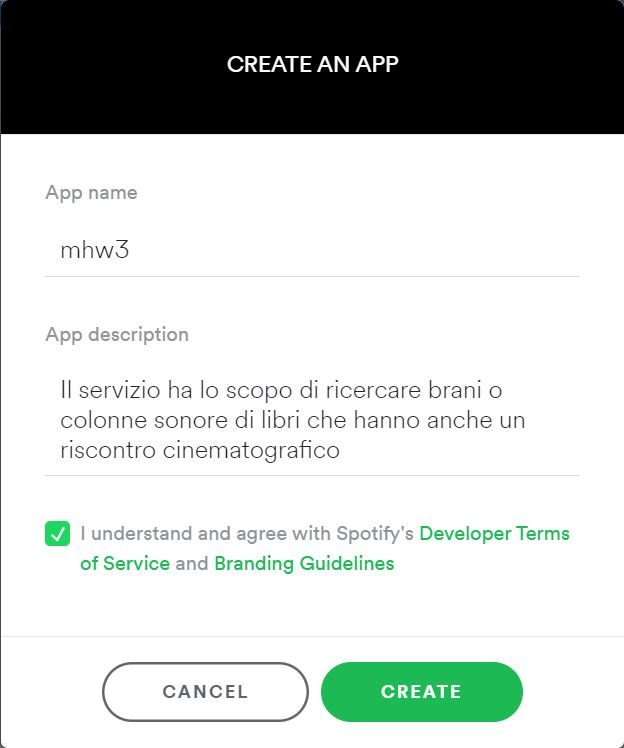 CREATE AN APP
App name
mhw3
App description
Il servizio ha lo scopo di ricercare brani o
colonne sonore di libri che hanno anche un
riscontro cinematografico
I understand and agree with Spotify's Developer Terms
of Service and Branding Guidelines
CANCEL
CREATE